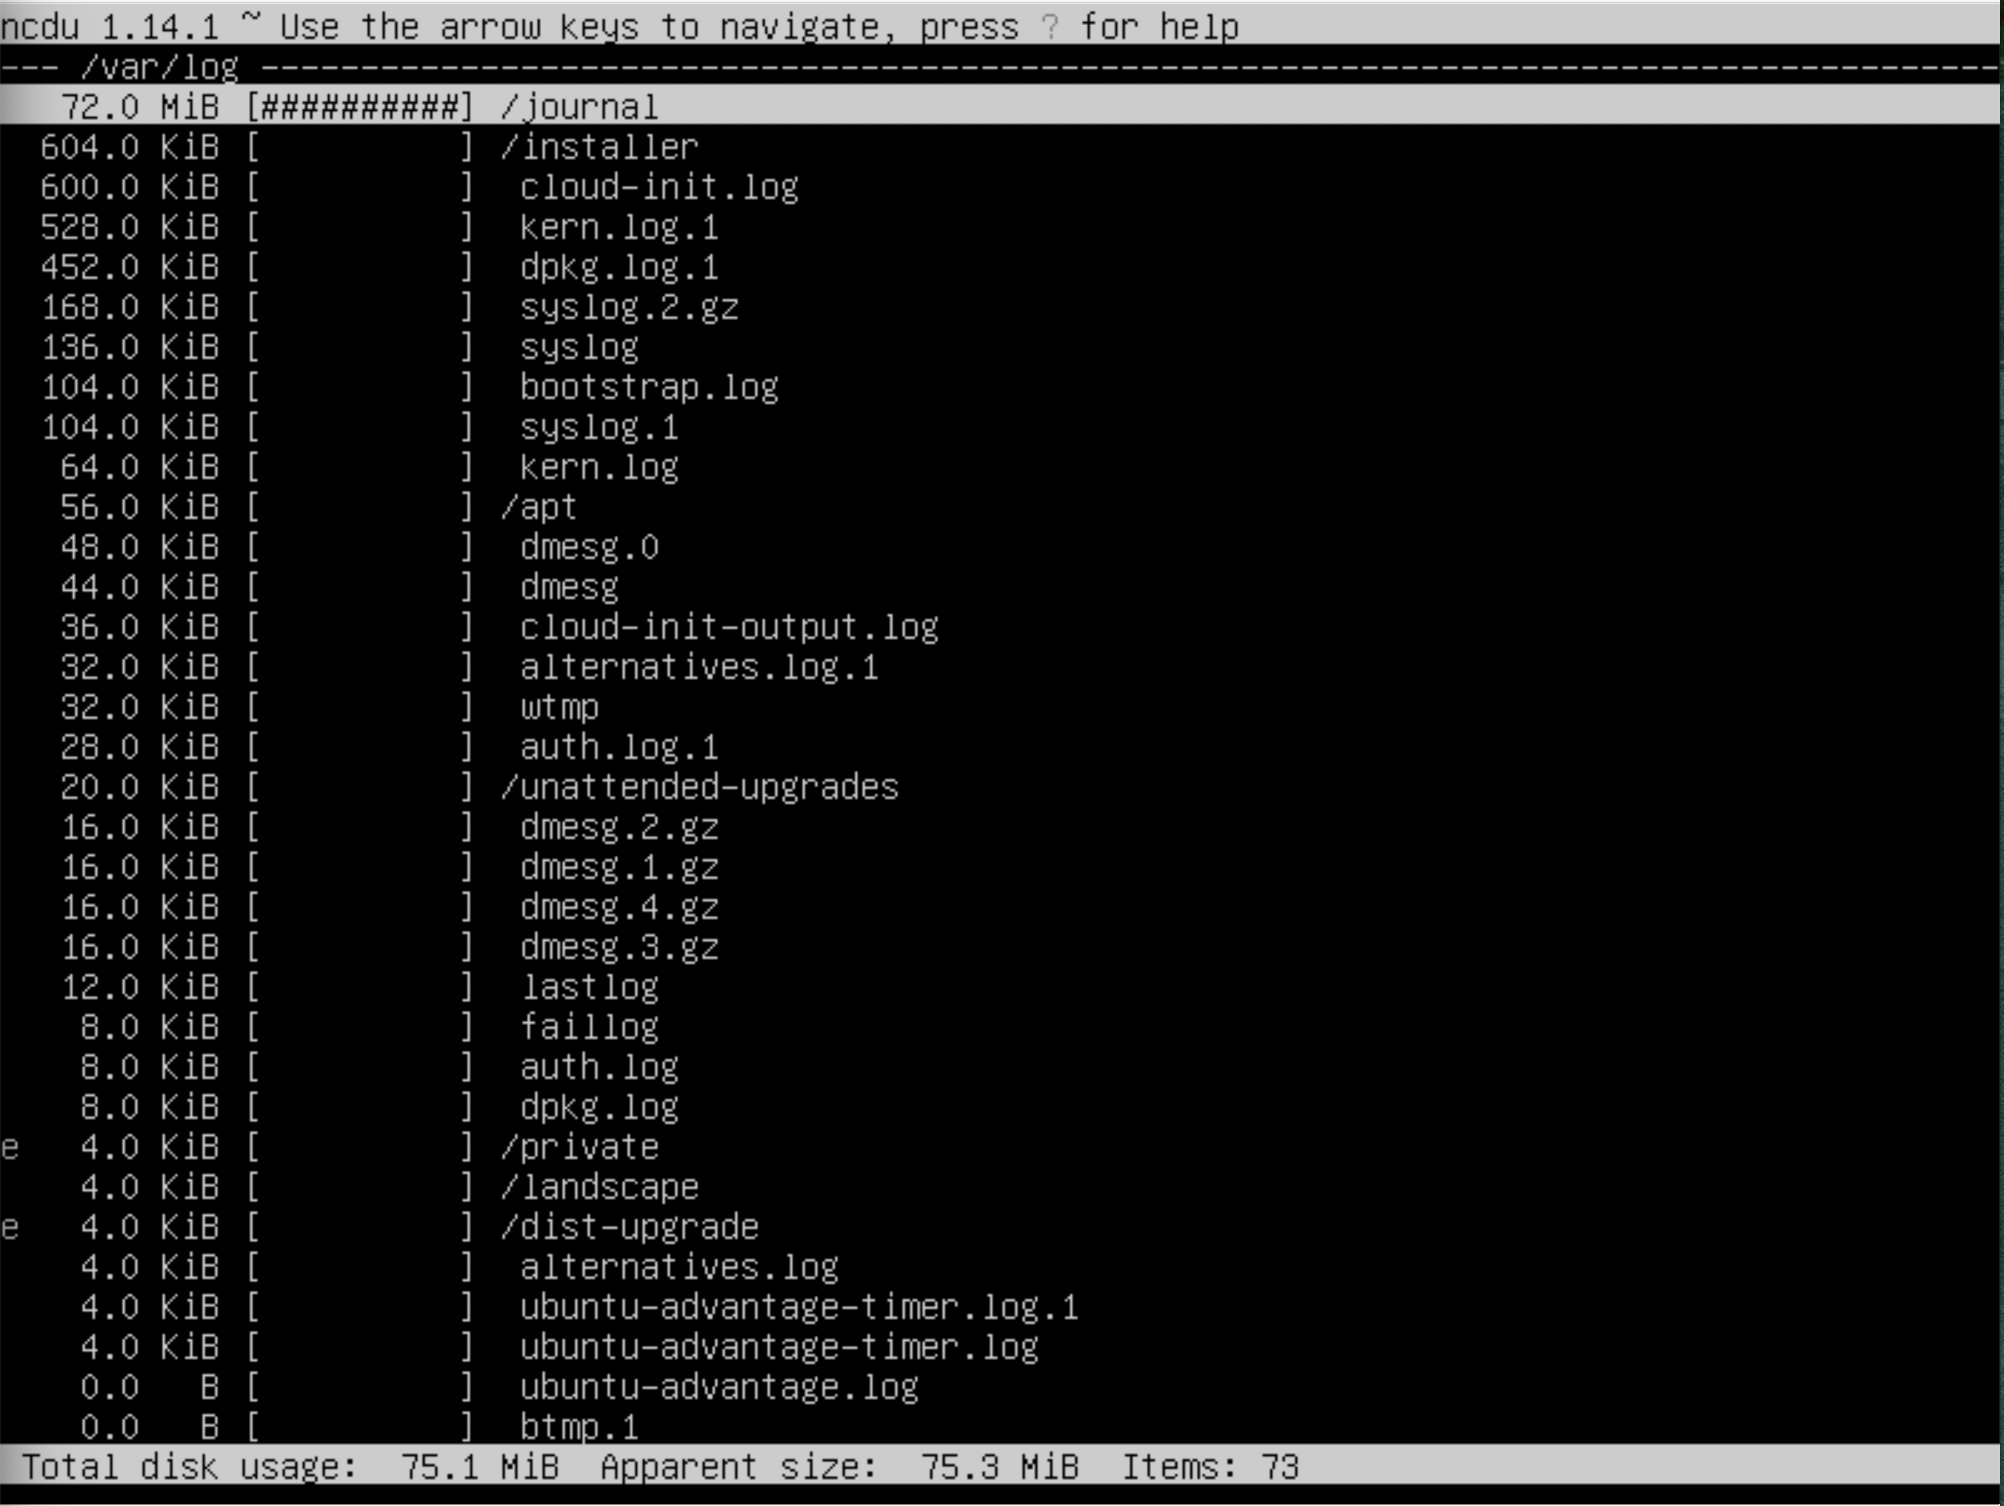 ncdu 1.14.1 ~ Use the arrow keys to navigate, press ? for help
--- /var/log ---------------------------------------------------------------------------------------
   72.0 MiB [##########] /journal
  604.0 KiB [          ] /installer
  600.0 KiB [          ]  cloud-init.log
  528.0 KiB [          ]  kern.log.1
  452.0 KiB [          ]  dpkg.log.1
  168.0 KiB [          ]  syslog.2.gz
  136.0 KiB [          ]  syslog
  104.0 KiB [          ]  bootstrap.log
  104.0 KiB [          ]  syslog.1
   64.0 KiB [          ]  kern.log
   56.0 KiB [          ] /apt
   48.0 KiB [          ]  dmesg.0
   44.0 KiB [          ]  dmesg
   36.0 KiB [          ]  cloud-init-output.log
   32.0 KiB [          ]  alternatives.log.1
   32.0 KiB [          ]  wtmp
   28.0 KiB [          ]  auth.log.1
   20.0 KiB [          ] /unattended-upgrades
   16.0 KiB [          ]  dmesg.2.gz
   16.0 KiB [          ]  dmesg.1.gz
   16.0 KiB [          ]  dmesg.4.gz
   16.0 KiB [          ]  dmesg.3.gz
   12.0 KiB [          ]  lastlog
    8.0 KiB [          ]  faillog
    8.0 KiB [          ]  auth.log
    8.0 KiB [          ]  dpkg.log
e   4.0 KiB [          ] /private
    4.0 KiB [          ] /landscape
e   4.0 KiB [          ] /dist-upgrade
    4.0 KiB [          ]  alternatives.log
    4.0 KiB [          ]  ubuntu-advantage-timer.log.1
    4.0 KiB [          ]  ubuntu-advantage-timer.log
    0.0   B [          ]  ubuntu-advantage.log
    0.0   B [          ]  btmp.1
 Total disk usage:  75.1 MiB  Apparent size:  75.3 MiB  Items: 73